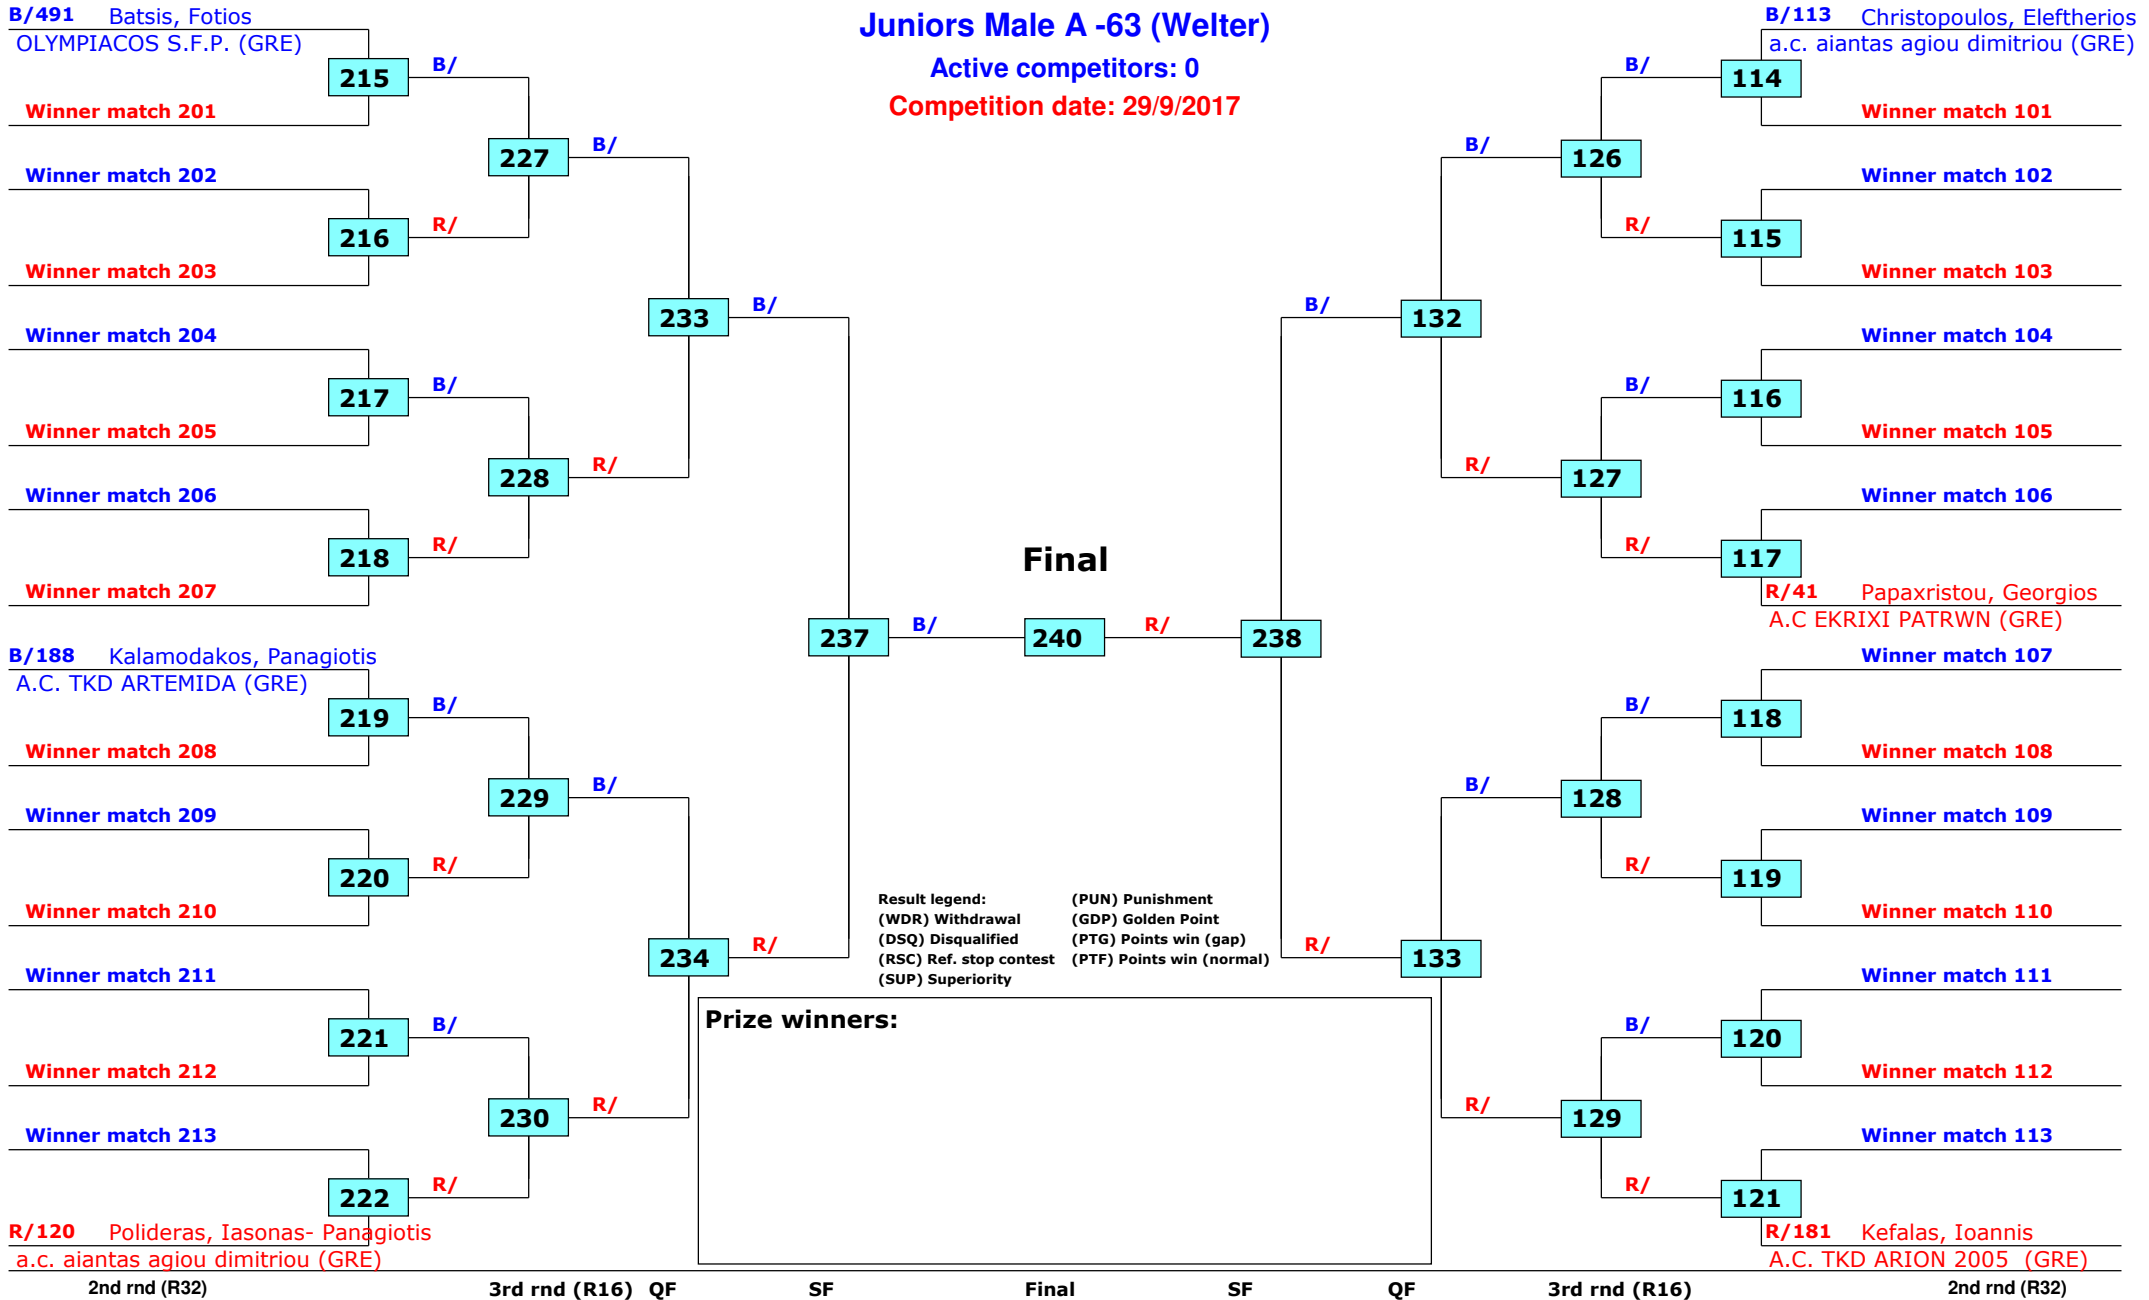 Juniors Male A -63 (Welter)
Active competitors: 0
Competition date: 29/9/2017
B/491 Batsis, Fotios
OLYMPIACOS S.F.P. (GRE)
215
B/
Winner match 201
227
B/
Winner match 202
216
R/
Winner match 203
233
B/
Winner match 204
217
B/
Winner match 205
228
R/
Winner match 206
218
R/
Winner match 207
237
B/
B/188 Kalamodakos, Panagiotis
A.C. TKD ARTEMIDA (GRE)
219
B/
Winner match 208
229
B/
Winner match 209
220
R/
Winner match 210
234
R/
Winner match 211
221
B/
Winner match 212
230
R/
Winner match 213
222
R/
R/120 Polideras, Iasonas- Panagiotis
a.c. aiantas agiou dimitriou (GRE)
Final
240
R/
238
B/113 Christopoulos, Eleftherios
a.c. aiantas agiou dimitriou (GRE)
B/
114
Winner match 101
B/
126
Winner match 102
R/
115
Winner match 103
B/
132
Winner match 104
B/
116
Winner match 105
R/
127
Winner match 106
R/
117
R/41 Papaxristou, Georgios
A.C EKRIXI PATRWN (GRE)
Winner match 107
B/
118
Winner match 108
B/
128
Winner match 109
R/
119
Winner match 110
R/
133
Winner match 111
B/
120
Winner match 112
R/
129
Winner match 113
R/
121
R/181 Kefalas, Ioannis
A.C. TKD ARION 2005 (GRE)
Result legend: (PUN) Punishment
(WDR) Withdrawal (GDP) Golden Point
(DSQ) Disqualified (PTG) Points win (gap)
(RSC) Ref. stop contest (PTF) Points win (normal)
(SUP) Superiority
Prize winners:
2nd rnd (R32) 3rd rnd (R16) QF SF Final SF QF 3rd rnd (R16) 2nd rnd (R32)